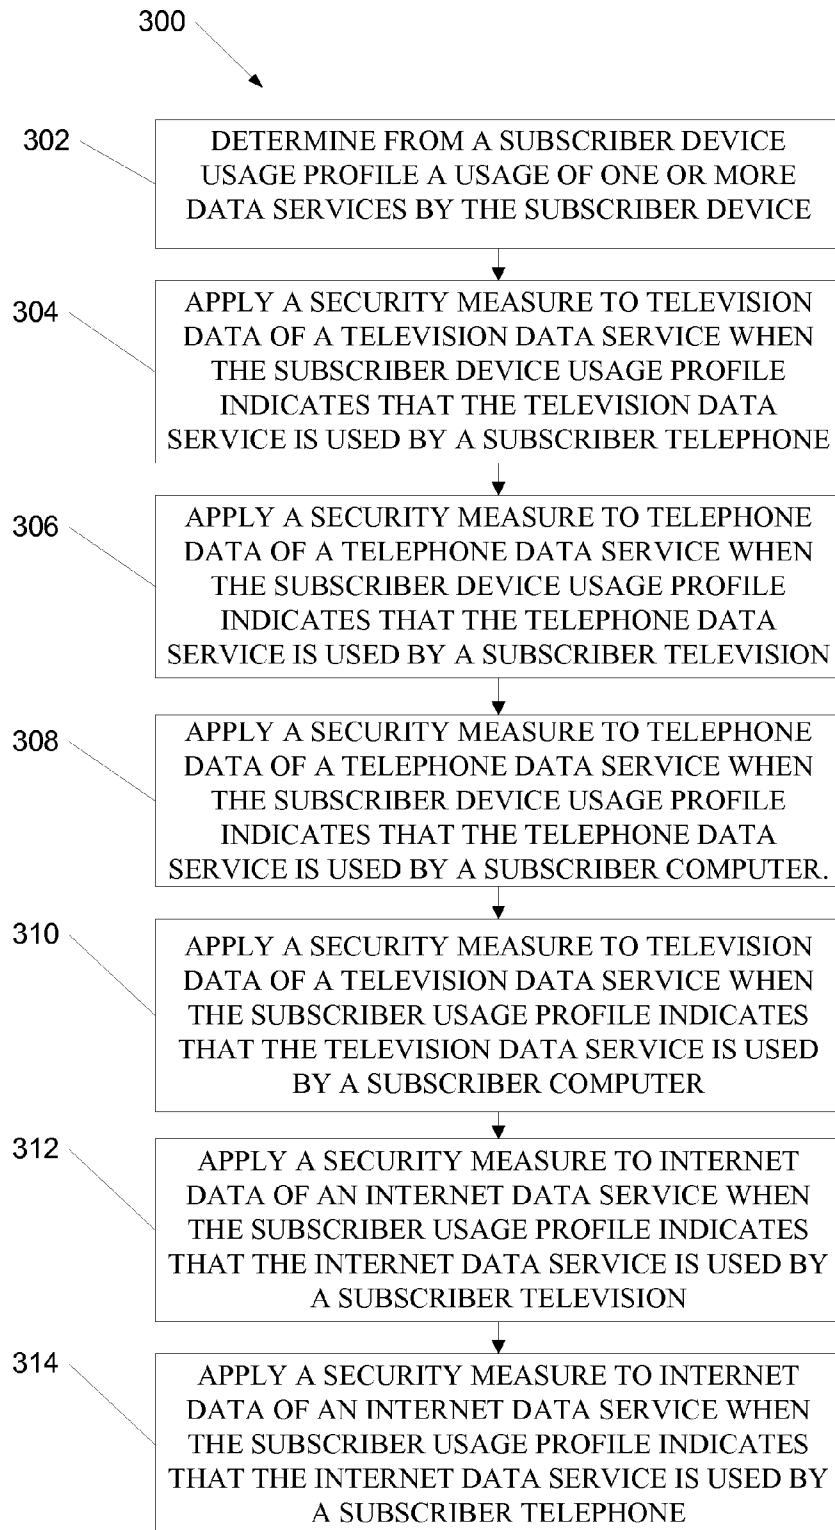 300
302
DETERMINE FROM A SUBSCRIBER DEVICE
USAGE PROFILE A USAGE OF ONE OR MORE
DATA SERVICES BY THE SUBSCRIBER DEVICE
304
APPLY A SECURITY MEASURE TO TELEVISION
DATA OF A TELEVISION DATA SERVICE WHEN
THE SUBSCRIBER DEVICE USAGE PROFILE
INDICATES THAT THE TELEVISION DATA
SERVICE IS USED BY A SUBSCRIBER TELEPHONE
306
APPLY A SECURITY MEASURE TO TELEPHONE
DATA OF A TELEPHONE DATA SERVICE WHEN
THE SUBSCRIBER DEVICE USAGE PROFILE
INDICATES THAT THE TELEPHONE DATA
SERVICE IS USED BY A SUBSCRIBER TELEVISION
308
APPLY A SECURITY MEASURE TO TELEPHONE
DATA OF A TELEPHONE DATA SERVICE WHEN
THE SUBSCRIBER DEVICE USAGE PROFILE
INDICATES THAT THE TELEPHONE DATA
SERVICE IS USED BY A SUBSCRIBER COMPUTER.
310
APPLY A SECURITY MEASURE TO TELEVISION
DATA OF A TELEVISION DATA SERVICE WHEN
THE SUBSCRIBER USAGE PROFILE INDICATES
THAT THE TELEVISION DATA SERVICE IS USED
BY A SUBSCRIBER COMPUTER
312
APPLY A SECURITY MEASURE TO INTERNET
DATA OF AN INTERNET DATA SERVICE WHEN
THE SUBSCRIBER USAGE PROFILE INDICATES
THAT THE INTERNET DATA SERVICE IS USED BY
A SUBSCRIBER TELEVISION
314
APPLY A SECURITY MEASURE TO INTERNET
DATA OF AN INTERNET DATA SERVICE WHEN
THE SUBSCRIBER USAGE PROFILE INDICATES
THAT THE INTERNET DATA SERVICE IS USED BY
A SUBSCRIBER TELEPHONE